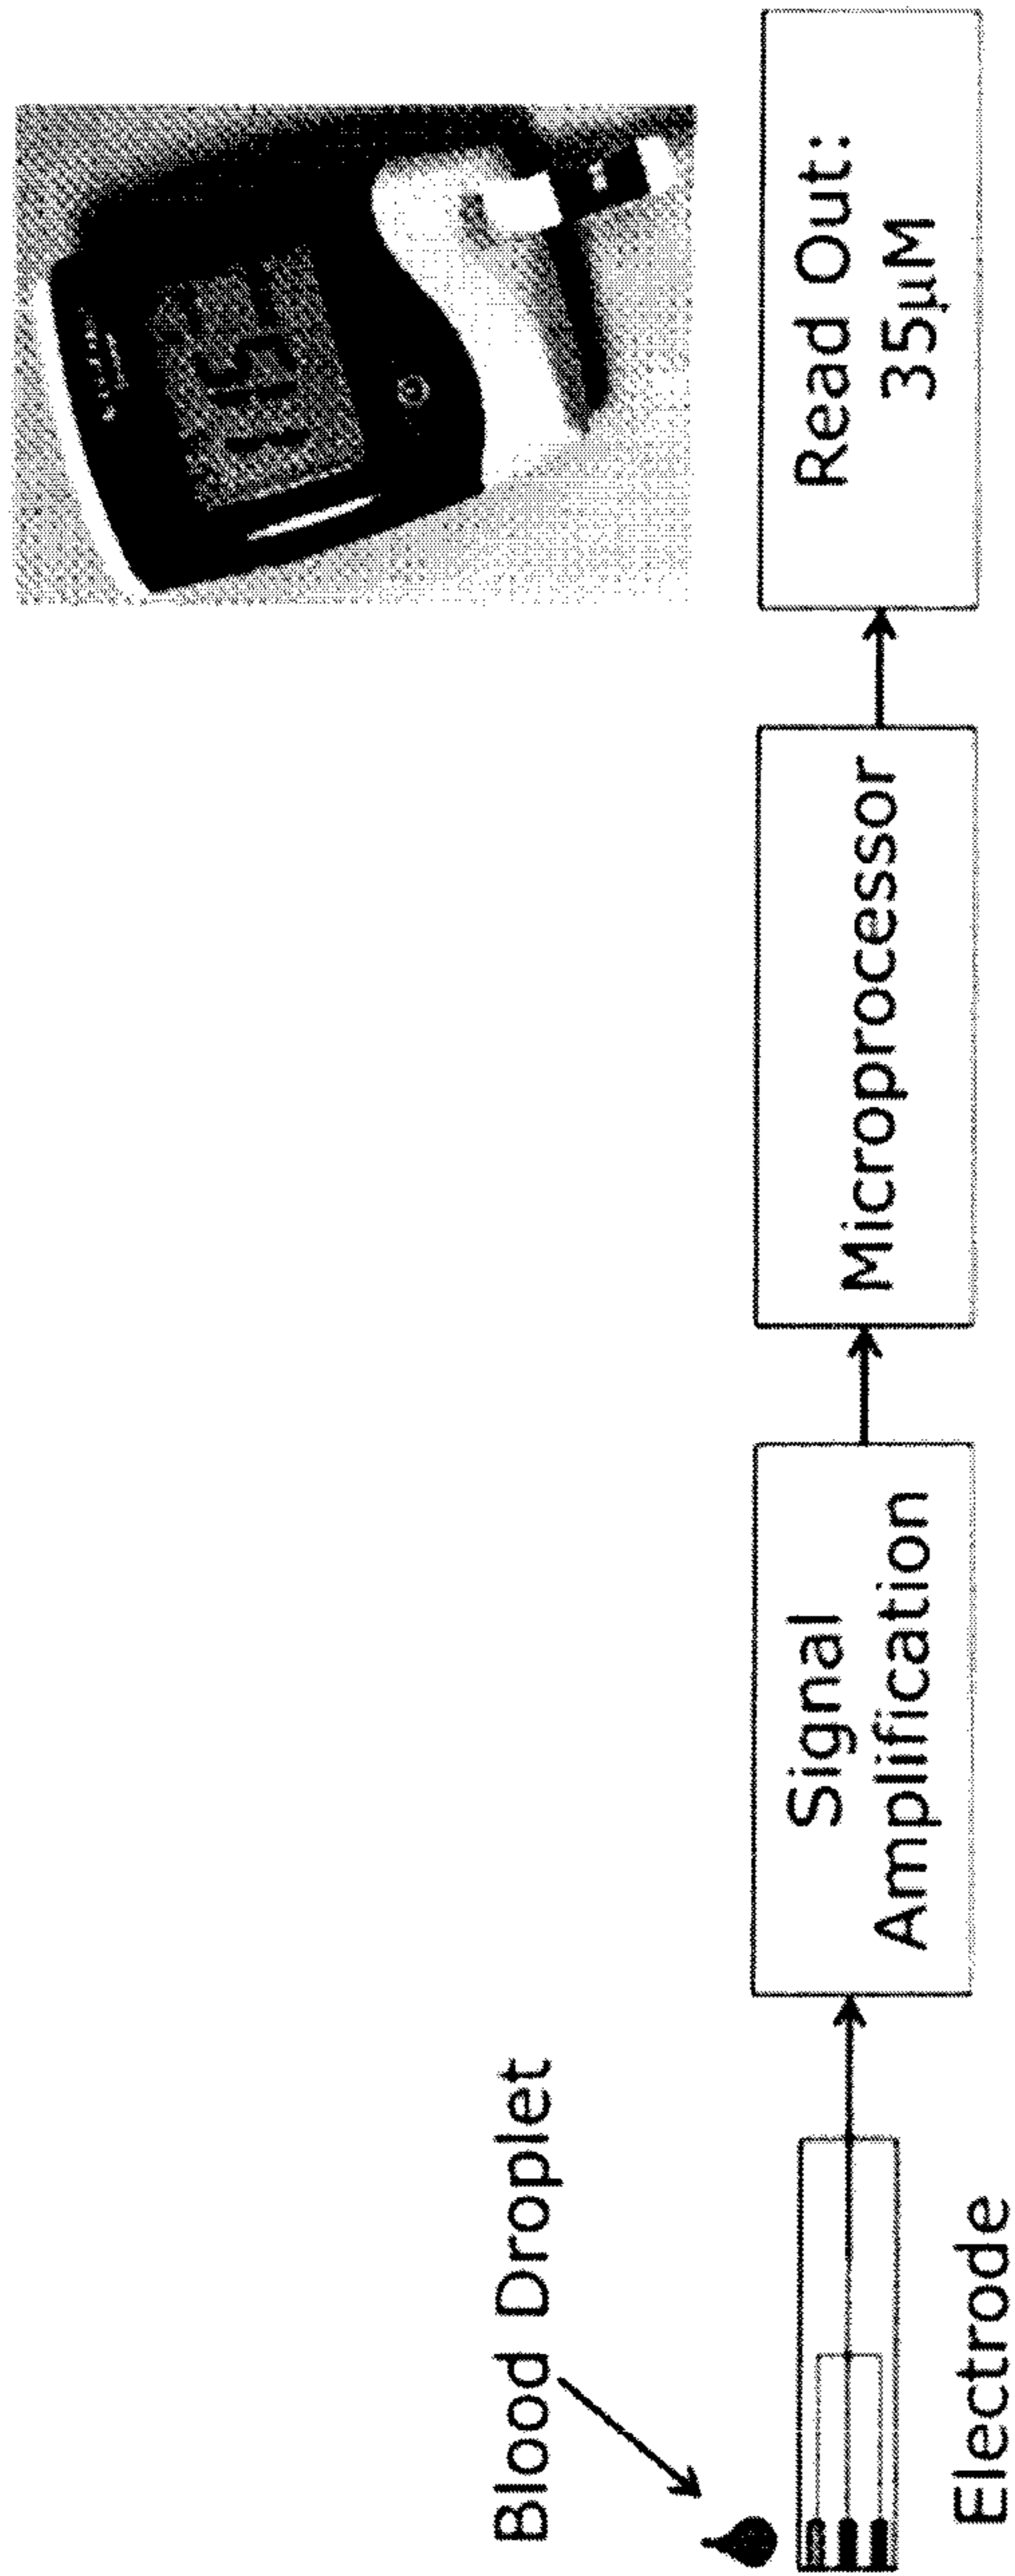 Blood Droplet
Electrode
Signal
Amplification
Microprocessor
Read Out:
35µM